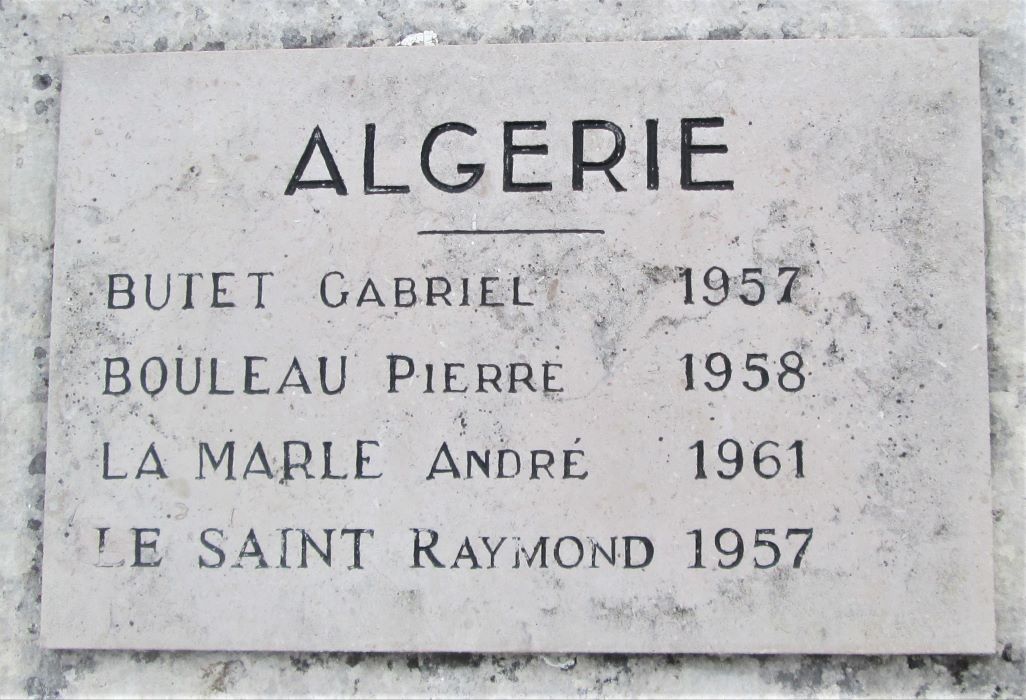 ALGERIE
BUTET GABRIEL 1957
BOULEAU PIERRE 1958
LA MARLE ANDRÉ 1961
LE SAINT RAYMOND 1957